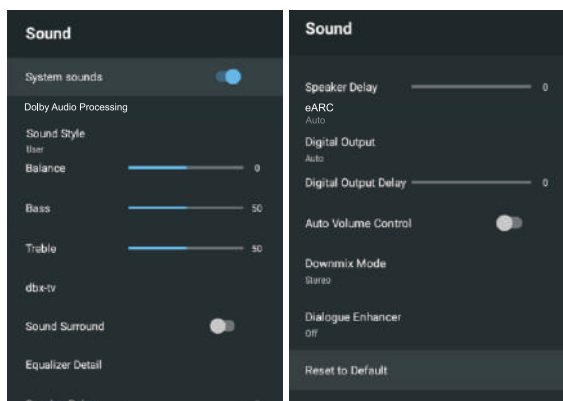 Sound
System sounds
Dolby Audio Processing
Sound Style
User
Balance 0
Bass 50
Treble 50
dbx-tv
Sound Surround
Equalizer Detail
Sound
Speaker Delay 0
eARC
Auto
Digital Output
Auto
Digital Output Delay 0
Auto Volume Control
Downmix Mode
Stereo
Dialogue Enhancer
Off
Reset to Default